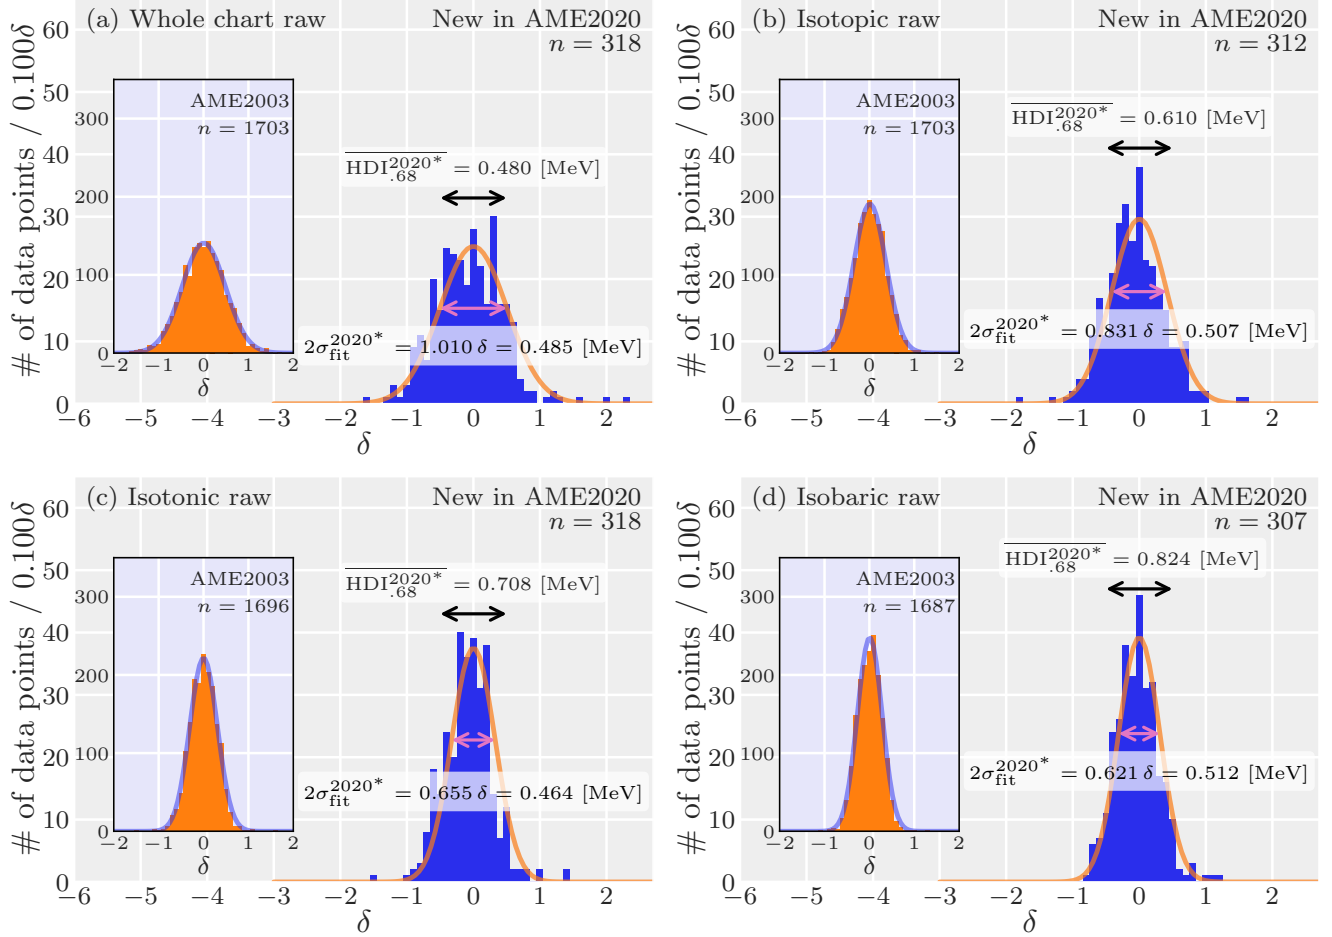 (a) Whole chart raw
New in AME2020
n = 318
# of data points / 0.100δ
60
50
40
30
20
10
0
AME2003
n = 1703
300
200
100
0
−2 −1 0 1 2
δ
HDI.68^2020* = 0.480 [MeV]
2σfit^2020* = 1.010 δ = 0.485 [MeV]
−6 −5 −4 −3 −2 −1 0 1 2
δ
(b) Isotopic raw
New in AME2020
n = 312
# of data points / 0.100δ
60
50
40
30
20
10
0
AME2003
n = 1703
300
200
100
0
−2 −1 0 1 2
δ
HDI.68^2020* = 0.610 [MeV]
2σfit^2020* = 0.831 δ = 0.507 [MeV]
−6 −5 −4 −3 −2 −1 0 1 2
δ
(c) Isotonic raw
New in AME2020
n = 318
# of data points / 0.100δ
60
50
40
30
20
10
0
AME2003
n = 1696
300
200
100
0
−2 −1 0 1 2
δ
HDI.68^2020* = 0.708 [MeV]
2σfit^2020* = 0.655 δ = 0.464 [MeV]
−6 −5 −4 −3 −2 −1 0 1 2
δ
(d) Isobaric raw
New in AME2020
n = 307
# of data points / 0.100δ
60
50
40
30
20
10
0
AME2003
n = 1687
300
200
100
0
−2 −1 0 1 2
δ
HDI.68^2020* = 0.824 [MeV]
2σfit^2020* = 0.621 δ = 0.512 [MeV]
−6 −5 −4 −3 −2 −1 0 1 2
δ